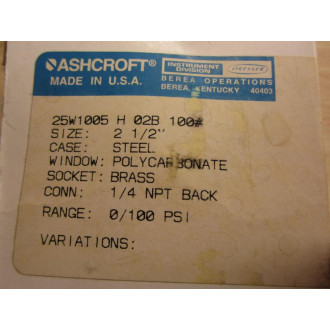 ASHCROFT®
MADE IN U.S.A.
INSTRUMENT
DIVISION
BEREA OPERATIONS
BEREA, KENTUCKY 40403
25W1005 H 02B 100#
SIZE: 2 1/2"
CASE: STEEL
WINDOW: POLYCARBONATE
SOCKET: BRASS
CONN: 1/4 NPT BACK
RANGE: 0/100 PSI
VARIATIONS: